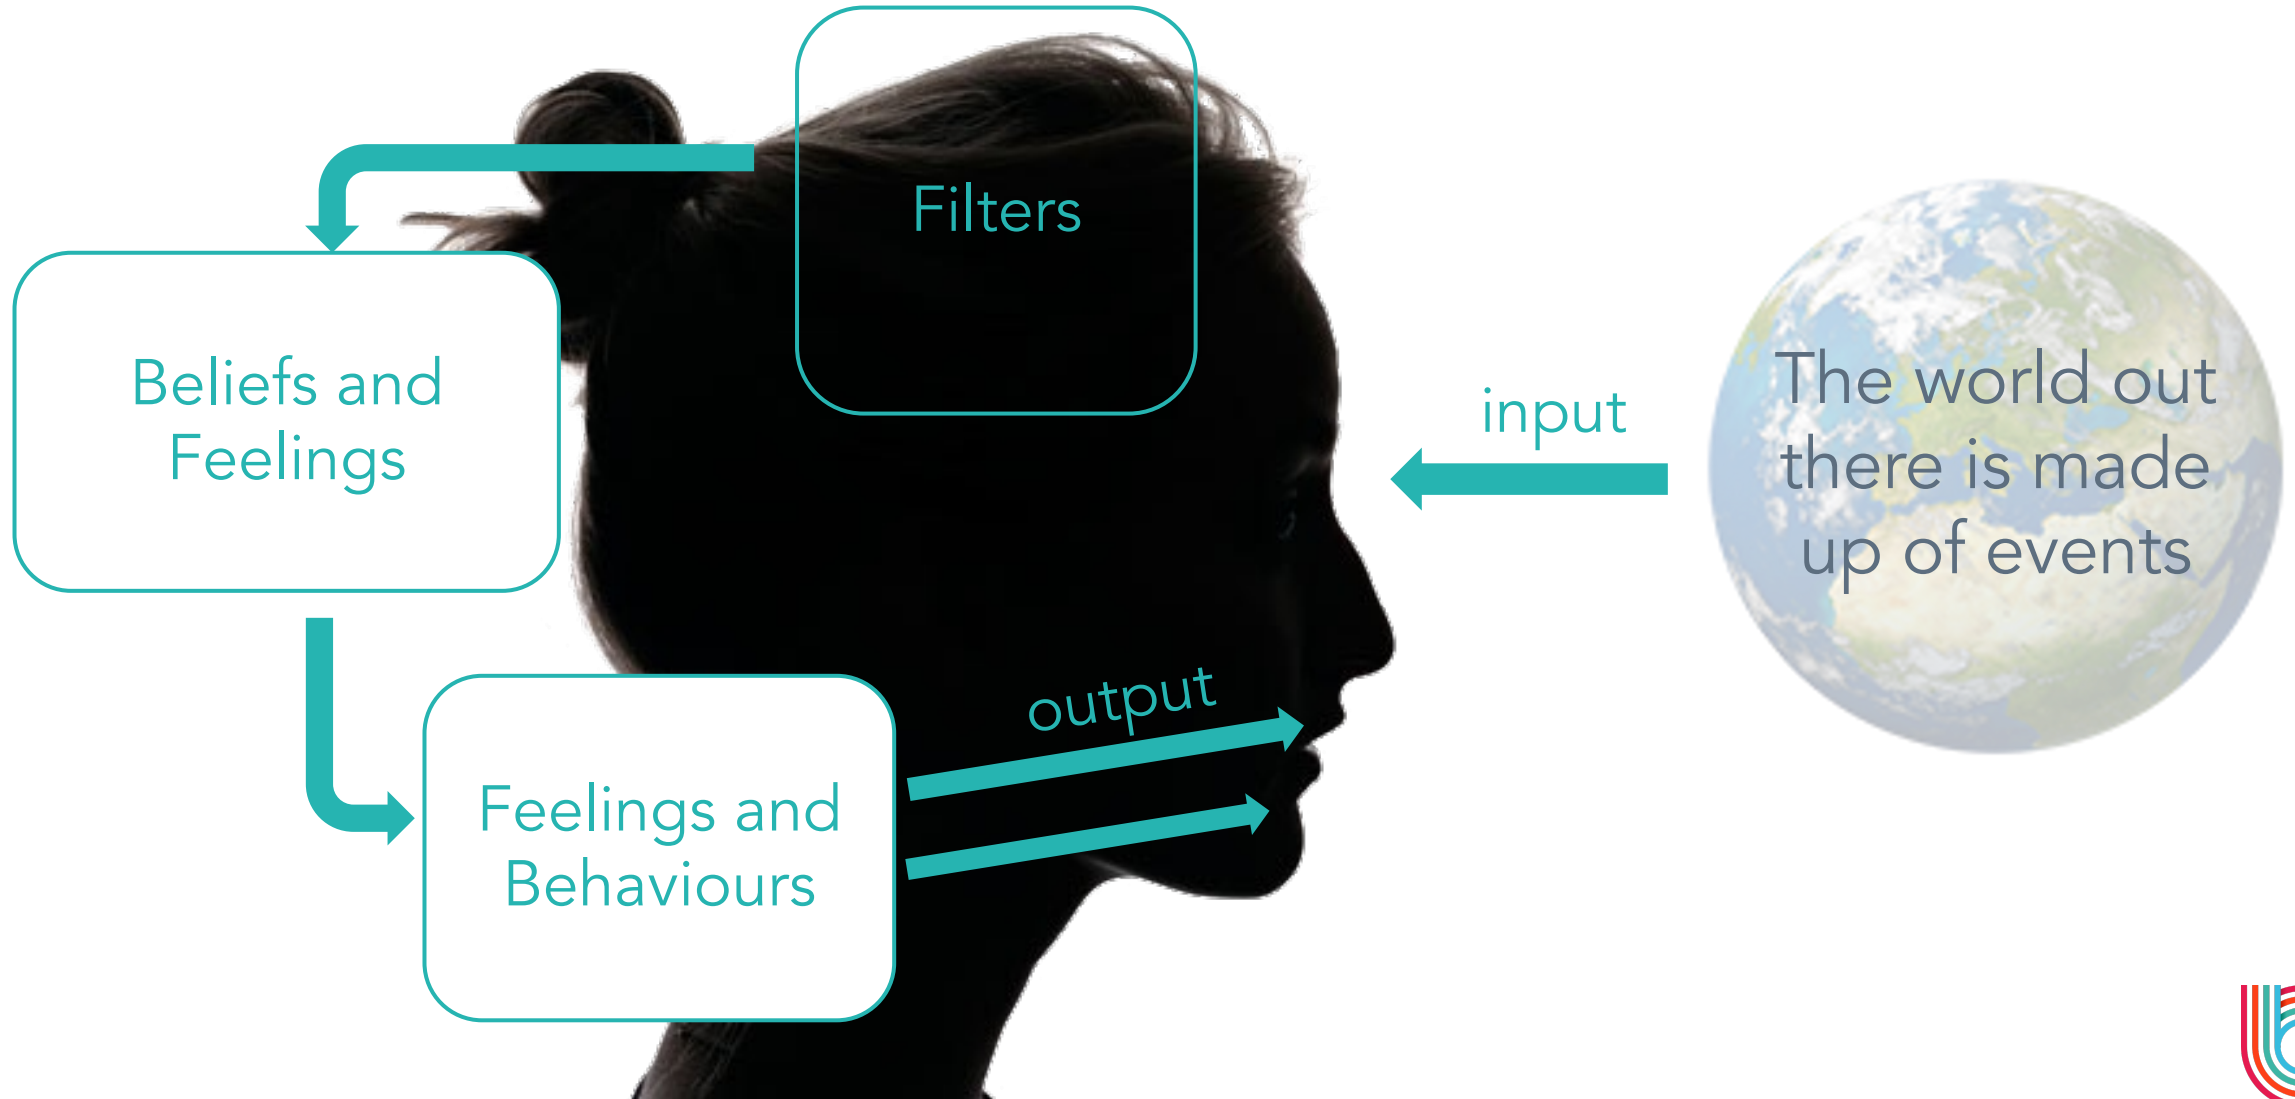 Filters
Beliefs and
Feelings
input
The world out
there is made
up of events
output
Feelings and
Behaviours